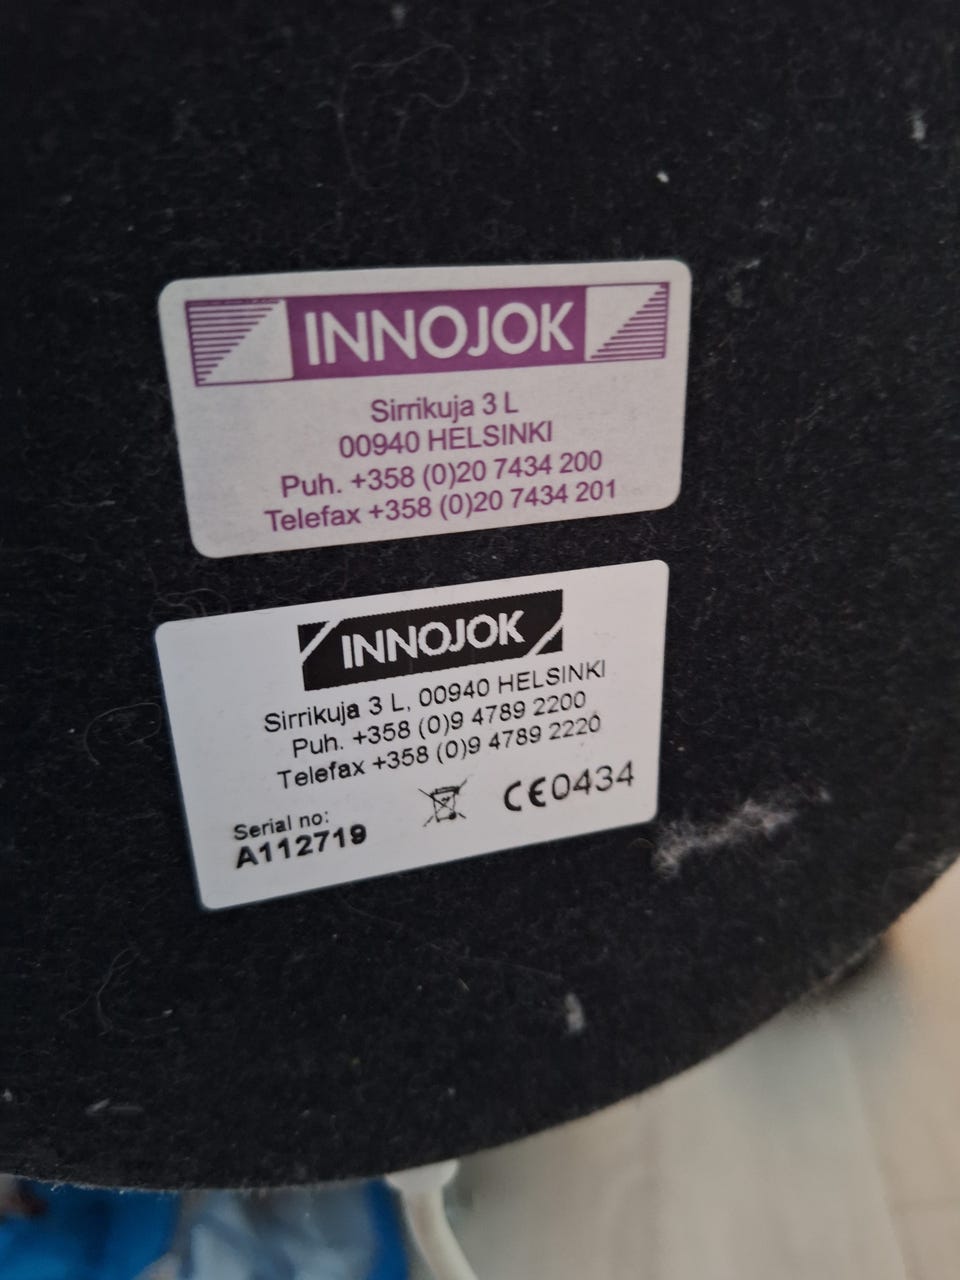 INNOJOK
Sirrikuja 3 L
00940 HELSINKI
Puh. +358 (0)20 7434 200
Telefax +358 (0)20 7434 201
INNOJOK
Sirrikuja 3 L, 00940 HELSINKI
Puh. +358 (0)9 4789 2200
Telefax +358 (0)9 4789 2220
CE0434
Serial no:
A112719